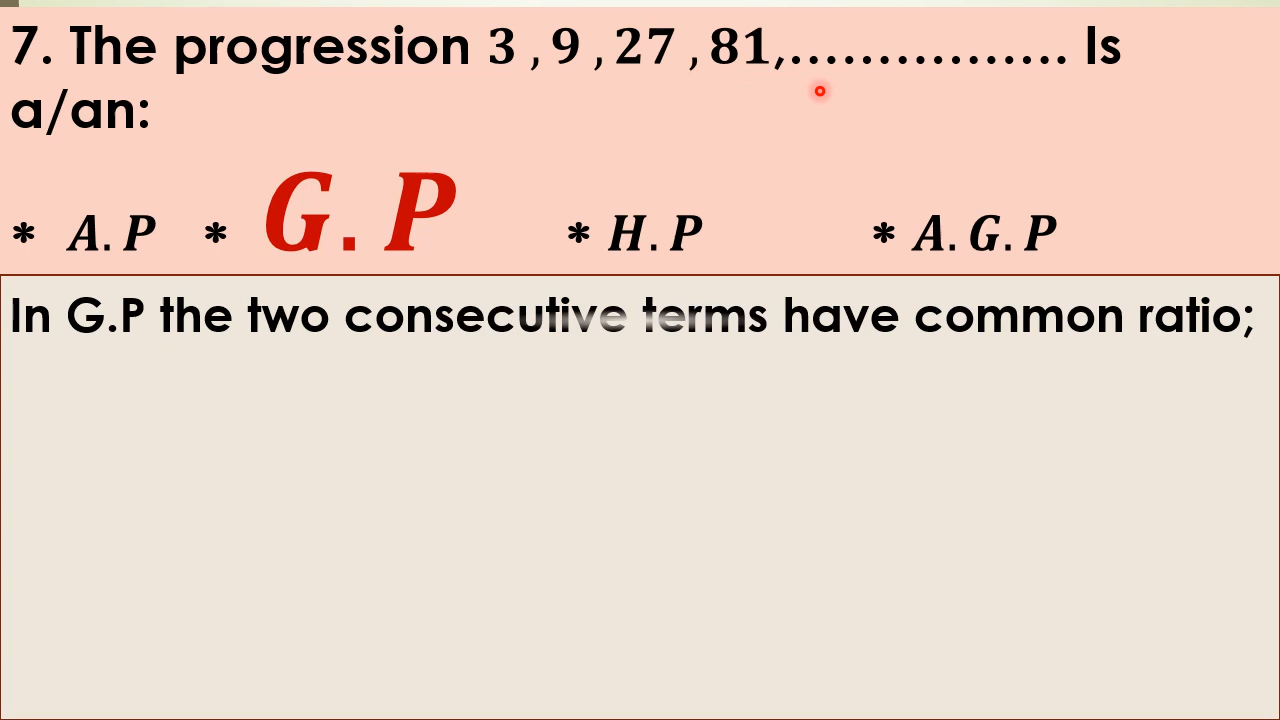 7. The progression 3 , 9 , 27 , 81,................ Is
a/an:
* A.P * G.P * H.P * A.G.P
In G.P the two consecutive terms have common ratio;